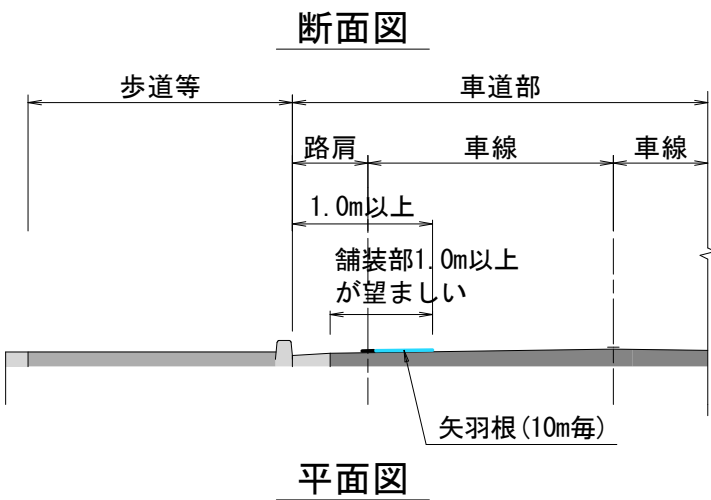 断面図
歩道等
車道部
路肩
車線
車線
1.0m以上
舗装部1.0m以上
が望ましい
矢羽根(10m毎)
平面図